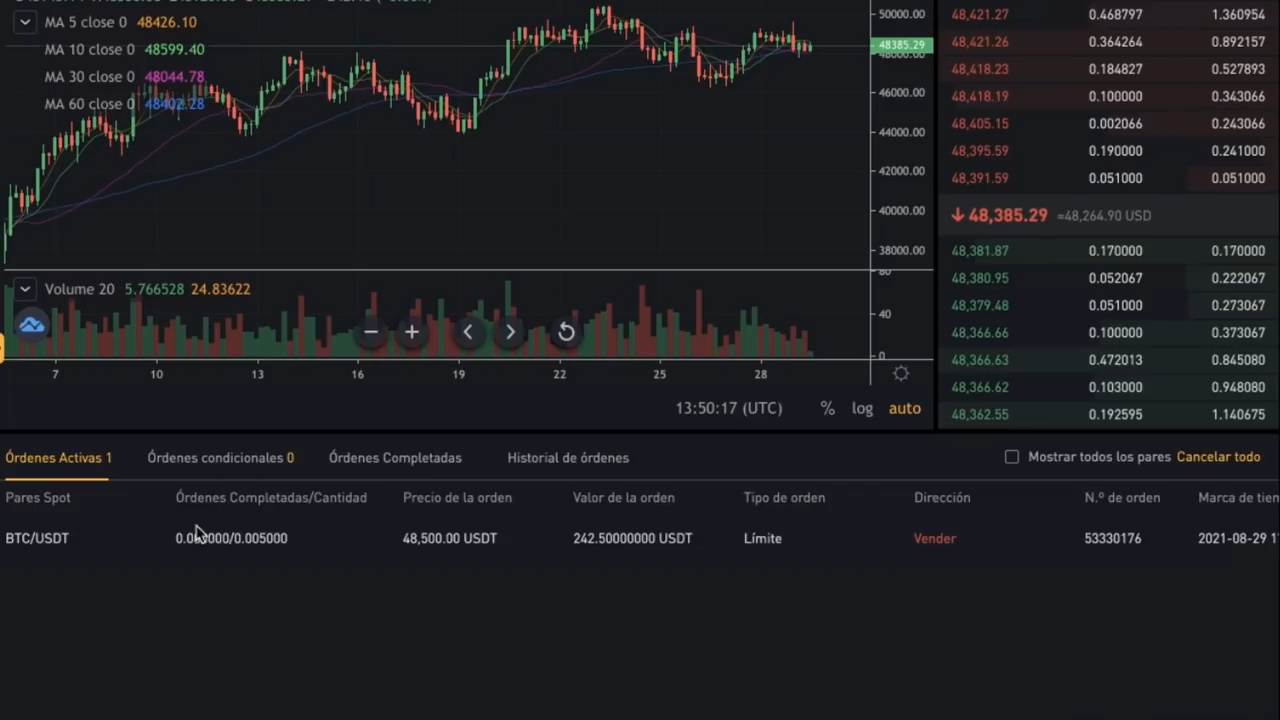 MA 5 close 0 48426.10
MA 10 close 0 48599.40
MA 30 close 0 48044.78
MA 60 close 0 48402.28
50000.00
48385.29
48000.00
46000.00
44000.00
42000.00
40000.00
38000.00
Volume 20 5.766528 24.83622
80
40
0
7 10 13 16 19 22 25 28
13:50:17 (UTC) % log auto
48,421.27 0.468797 1.360954
48,421.26 0.364264 0.892157
48,418.23 0.184827 0.527893
48,418.19 0.100000 0.343066
48,405.15 0.002066 0.243066
48,395.59 0.190000 0.241000
48,391.59 0.051000 0.051000
48,385.29 ≈48,264.90 USD
48,381.87 0.170000 0.170000
48,380.95 0.052067 0.222067
48,379.48 0.051000 0.273067
48,366.66 0.100000 0.373067
48,366.63 0.472013 0.845080
48,366.62 0.103000 0.948080
48,362.55 0.192595 1.140675
Órdenes Activas 1 Órdenes condicionales 0 Órdenes Completadas Historial de órdenes Mostrar todos los pares Cancelar todo
Pares Spot Órdenes Completadas/Cantidad Precio de la orden Valor de la orden Tipo de orden Dirección N.º de orden Marca de tien
BTC/USDT 48,500.00 USDT 242.50000000 USDT Límite Vender 53330176 2021-08-29